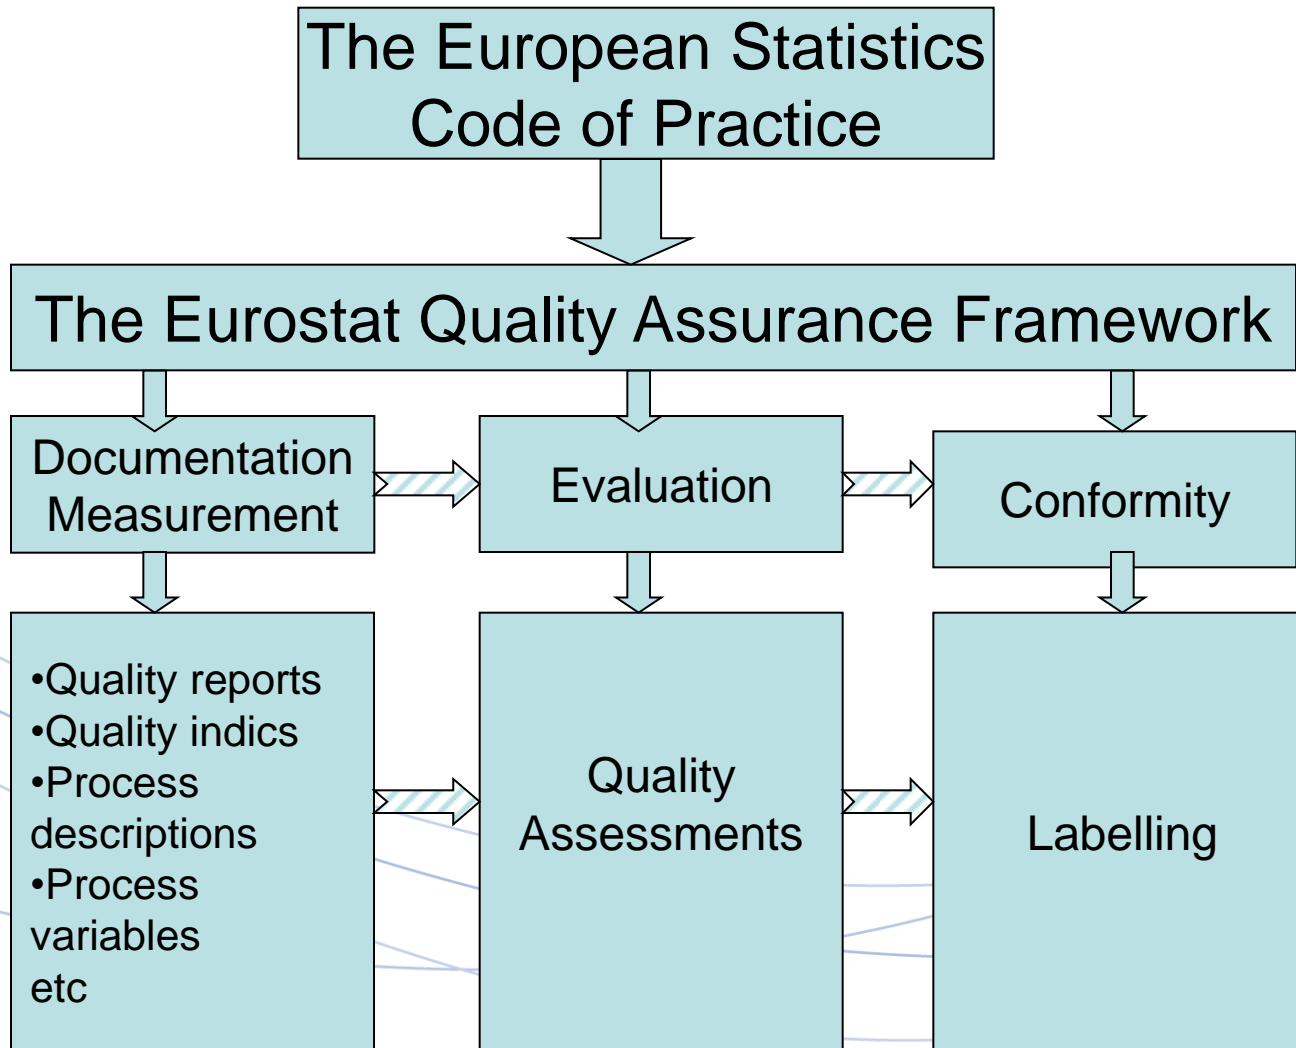 The European Statistics
Code of Practice
The Eurostat Quality Assurance Framework
Documentation
Measurement
Evaluation
Conformity
•Quality reports
•Quality indics
•Process
descriptions
•Process
variables
etc
Quality
Assessments
Labelling